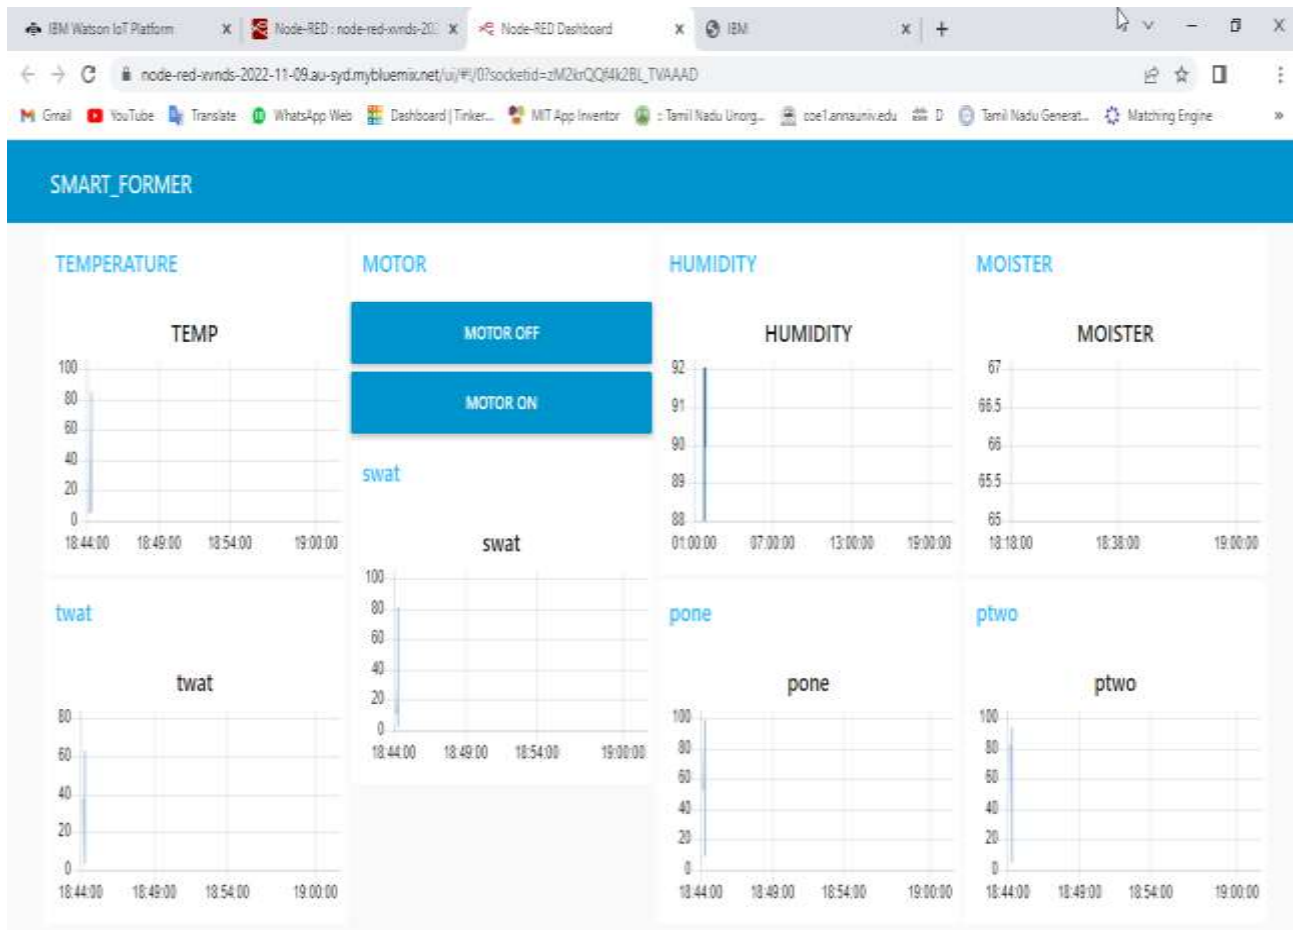 IBM Watson IoT Platform
Node-RED : node-red-xvnds-202
Node-RED Dashboard
IBM
node-red-xvnds-2022-11-09.au-syd.mybluemix.net/ui/#!/0?socketid=zM2krQQf4k2BL_TVAAAD
Gmail YouTube Translate WhatsApp Web Dashboard | Tinker... MIT App Inventor : Tamil Nadu Unorg... coe1.annauniv.edu D Tamil Nadu Generat... Matching Engine »
SMART_FORMER
TEMPERATURE
TEMP
100
80
60
40
20
0
18:44:00 18:49:00 18:54:00 19:00:00
twat
twat
80
60
40
20
0
18:44:00 18:49:00 18:54:00 19:00:00
MOTOR
MOTOR OFF
MOTOR ON
swat
swat
100
80
60
40
20
0
18:44:00 18:49:00 18:54:00 19:00:00
HUMIDITY
HUMIDITY
92
91
90
89
88
01:00:00 07:00:00 13:00:00 19:00:00
pone
pone
100
80
60
40
20
0
18:44:00 18:49:00 18:54:00 19:00:00
MOISTER
MOISTER
67
66.5
66
65.5
65
18:18:00 18:38:00 19:00:00
ptwo
ptwo
100
80
60
40
20
0
18:44:00 18:49:00 18:54:00 19:00:00